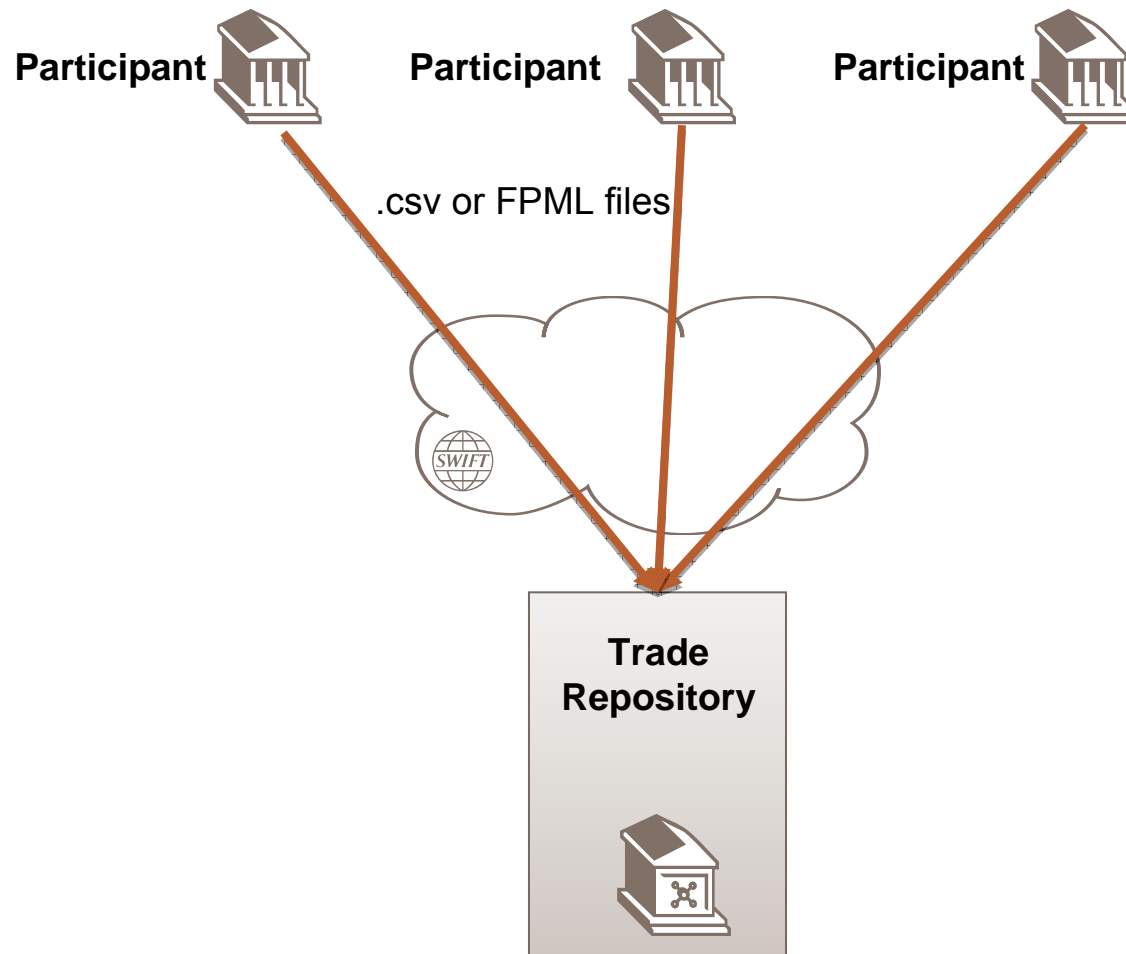 Participant
Participant
Participant
.csv or FPML files
SWIFT
Trade
Repository